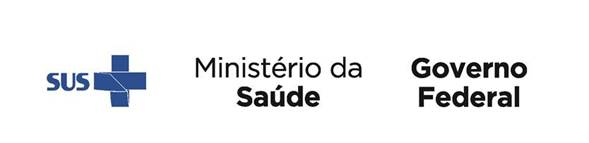 SUS
Ministério da
Saúde
Governo
Federal